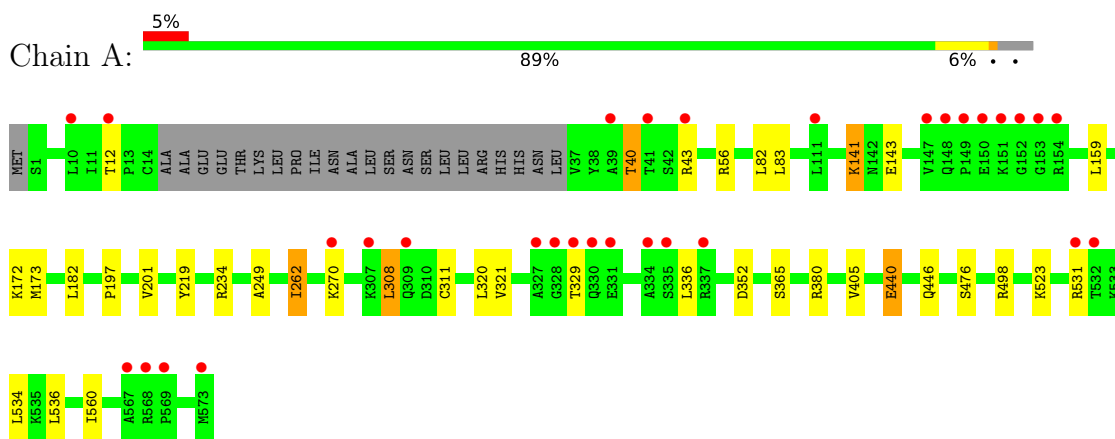 5%
Chain A:
89% 6% • •
MET S1 L10 I11 T12 P13 C14 ALA ALA GLU GLU THR LYS LEU PRO ILE ASN ALA LEU SER ASN SER LEU LEU ARG HIS HIS ASN LEU V37 Y38 A39 T40 T41 S42 R43 R56 L82 L83 L111 K141 N142 E143 V147 Q148 P149 E150 K151 G152 G153 R154 L159
K172 M173 L182 P197 V201 Y219 R234 A249 I262 K270 K307 L308 Q309 D310 C311 L320 V321 A327 G328 T329 Q330 E331 A334 S335 L336 R337 D352 S365 R380 V405 E440 Q446 S476 R498 K523 R531 T532 K533
L534 K535 L536 I560 A567 R568 P569 M573